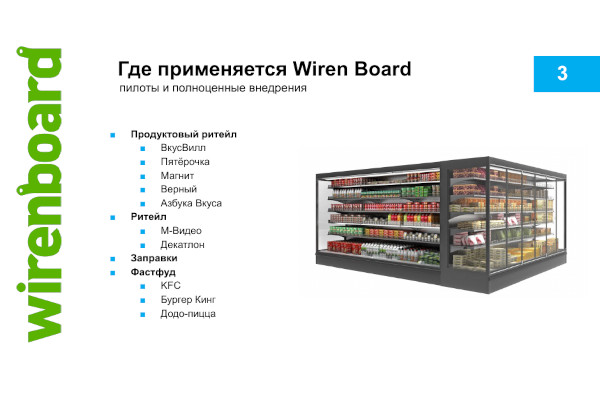 wirenboard
Где применяется Wiren Board
пилоты и полноценные внедрения
3
Продуктовый ритейл
ВкусВилл
Пятёрочка
Магнит
Верный
Азбука Вкуса
Ритейл
М-Видео
Декатлон
Заправки
Фастфуд
KFC
Бургер Кинг
Додо-пицца